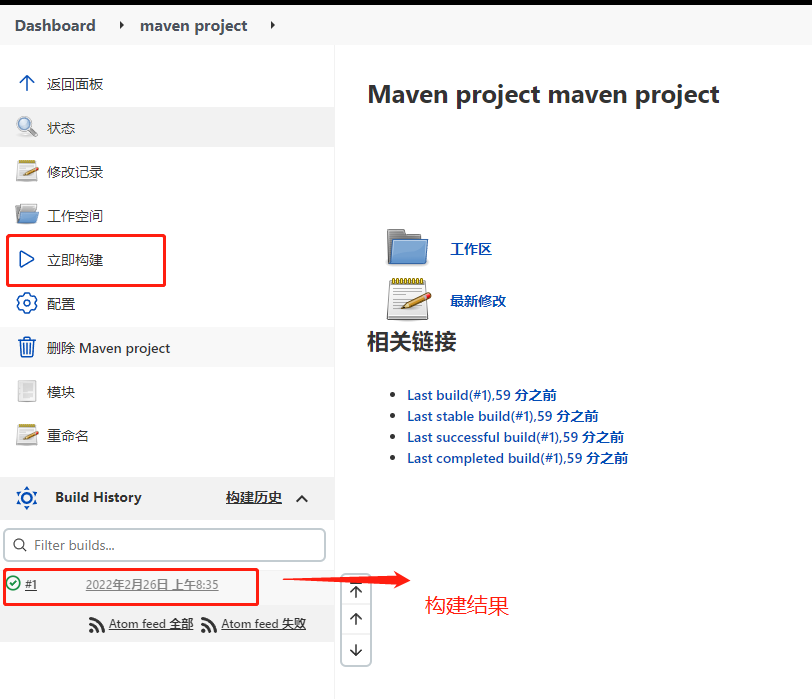 Dashboard maven project
返回面板
状态
修改记录
工作空间
立即构建
配置
删除 Maven project
模块
重命名
Build History 构建历史
Filter builds...
#1 2022年2月26日 上午8:35
Atom feed 全部 Atom feed 失败
Maven project maven project
工作区
最新修改
相关链接
Last build(#1),59 分之前
Last stable build(#1),59 分之前
Last successful build(#1),59 分之前
Last completed build(#1),59 分之前
构建结果